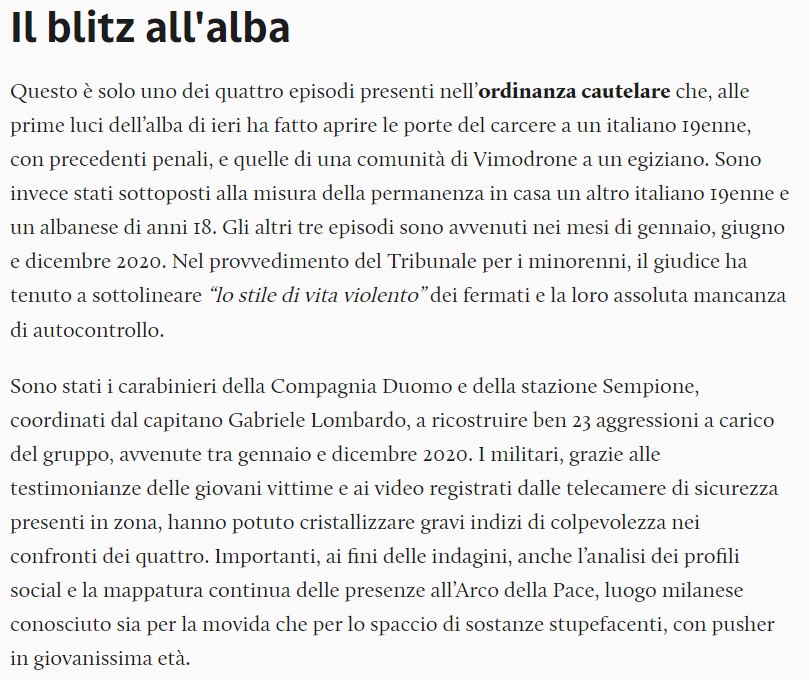 Il blitz all'alba
Questo è solo uno dei quattro episodi presenti nell’ordinanza cautelare che, alle
prime luci dell’alba di ieri ha fatto aprire le porte del carcere a un italiano 19enne,
con precedenti penali, e quelle di una comunità di Vimodrone a un egiziano. Sono
invece stati sottoposti alla misura della permanenza in casa un altro italiano 19enne e
un albanese di anni 18. Gli altri tre episodi sono avvenuti nei mesi di gennaio, giugno
e dicembre 2020. Nel provvedimento del Tribunale per i minorenni, il giudice ha
tenuto a sottolineare “lo stile di vita violento” dei fermati e la loro assoluta mancanza
di autocontrollo.
Sono stati i carabinieri della Compagnia Duomo e della stazione Sempione,
coordinati dal capitano Gabriele Lombardo, a ricostruire ben 23 aggressioni a carico
del gruppo, avvenute tra gennaio e dicembre 2020. I militari, grazie alle
testimonianze delle giovani vittime e ai video registrati dalle telecamere di sicurezza
presenti in zona, hanno potuto cristallizzare gravi indizi di colpevolezza nei
confronti dei quattro. Importanti, ai fini delle indagini, anche l’analisi dei profili
social e la mappatura continua delle presenze all’Arco della Pace, luogo milanese
conosciuto sia per la movida che per lo spaccio di sostanze stupefacenti, con pusher
in giovanissima età.